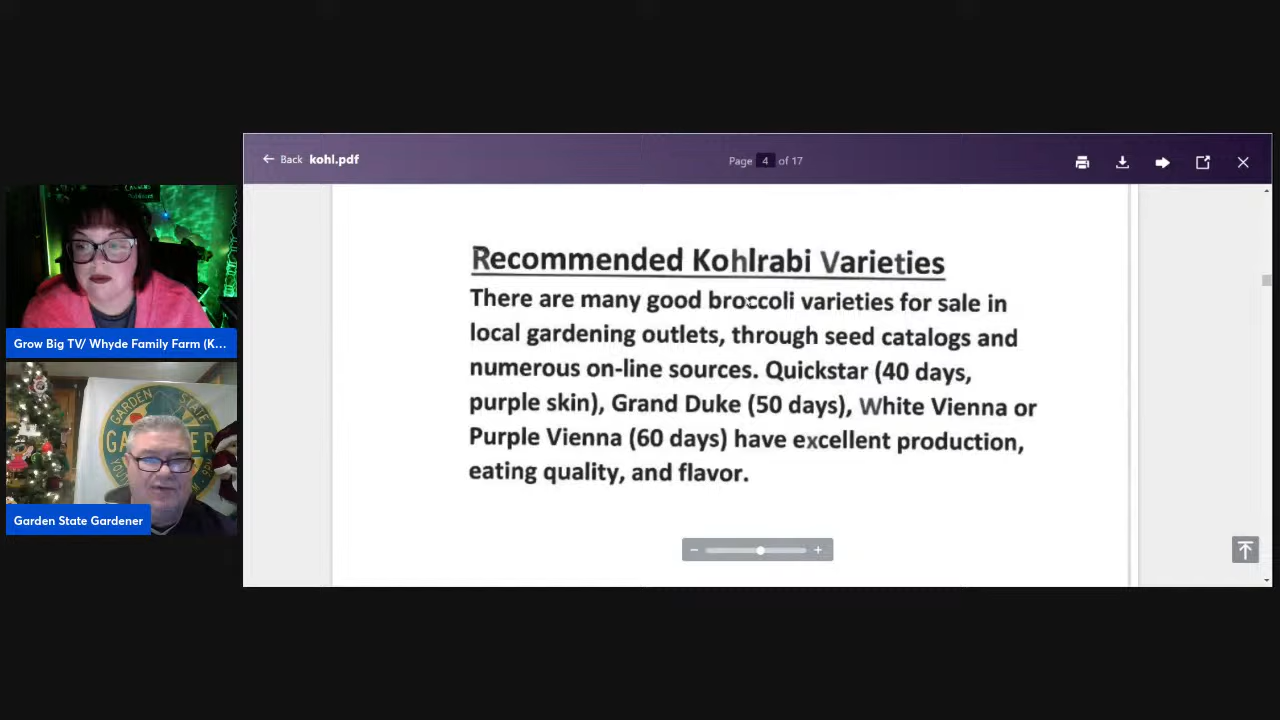 Back kohl.pdf
Page 4 of 17
Recommended Kohlrabi Varieties
There are many good broccoli varieties for sale in
local gardening outlets, through seed catalogs and
numerous on-line sources. Quickstar (40 days,
purple skin), Grand Duke (50 days), White Vienna or
Purple Vienna (60 days) have excellent production,
eating quality, and flavor.
Grow Big TV/ Whyde Family Farm (K...
GARDEN STATE
Garden State Gardener